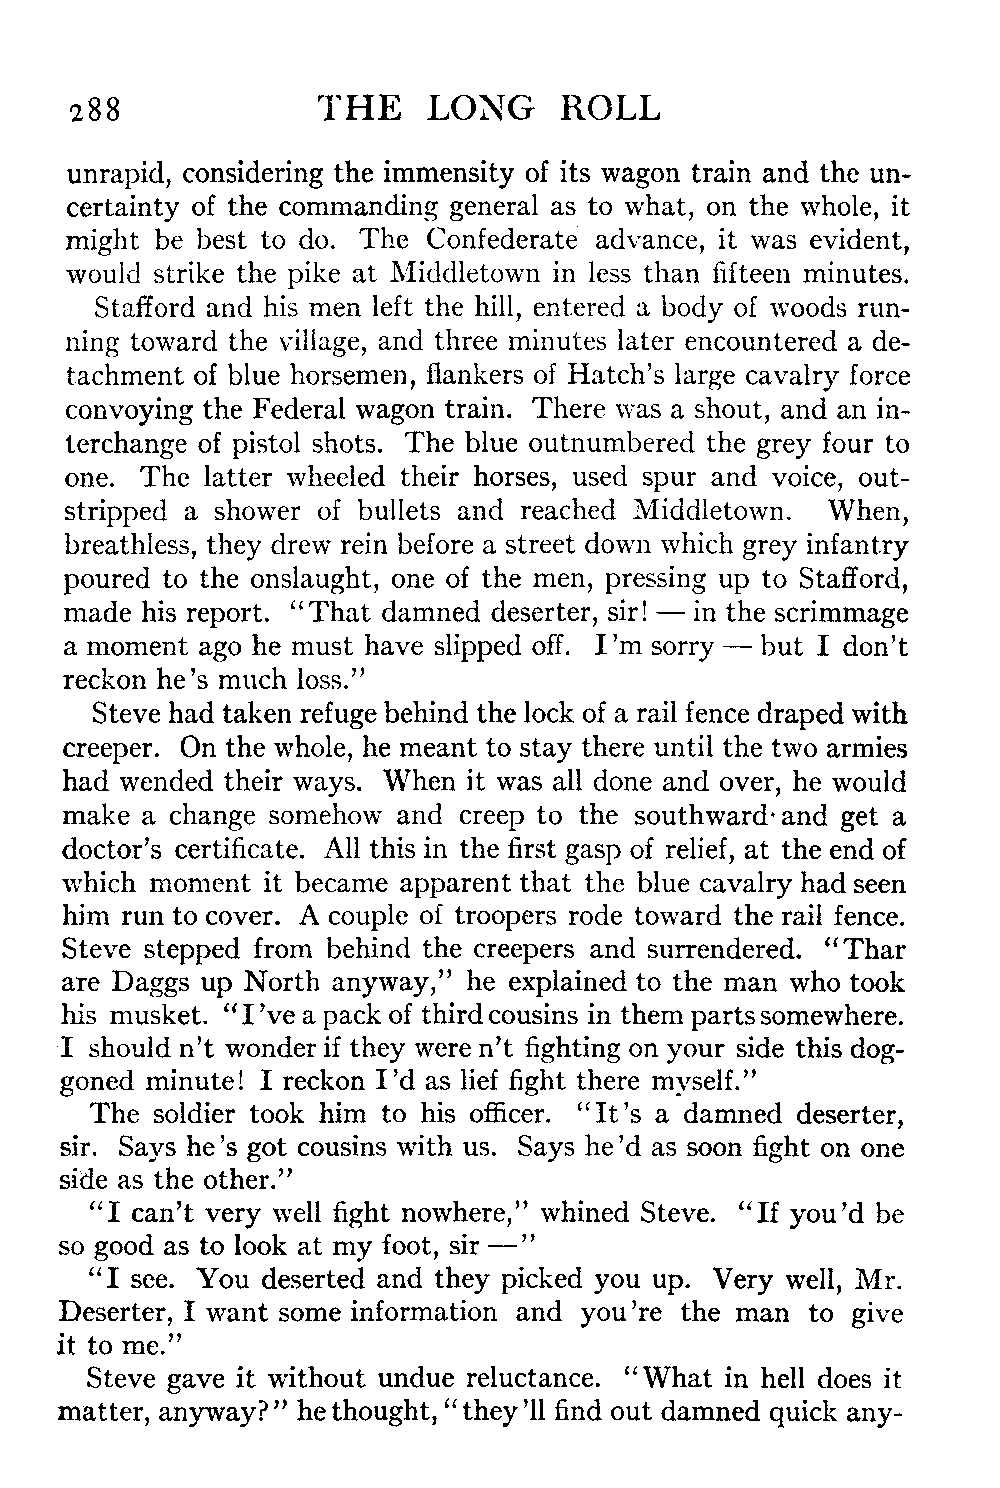 288 THE LONG ROLL
unrapid, considering the immensity of its wagon train and the un-
certainty of the commanding general as to what, on the whole, it
might be best to do. The Confederate advance, it was evident,
would strike the pike at Middletown in less than fifteen minutes.
Stafford and his men left the hill, entered a body of woods run-
ning toward the village, and three minutes later encountered a de-
tachment of blue horsemen, flankers of Hatch's large cavalry force
convoying the Federal wagon train. There was a shout, and an in-
terchange of pistol shots. The blue outnumbered the grey four to
one. The latter wheeled their horses, used spur and voice, out-
stripped a shower of bullets and reached Middletown. When,
breathless, they drew rein before a street down which grey infantry
poured to the onslaught, one of the men, pressing up to Stafford,
made his report. "That damned deserter, sir! — in the scrimmage
a moment ago he must have slipped off. I'm sorry — but I don't
reckon he's much loss."
Steve had taken refuge behind the lock of a rail fence draped with
creeper. On the whole, he meant to stay there until the two armies
had wended their ways. When it was all done and over, he would
make a change somehow and creep to the southward and get a
doctor's certificate. All this in the first gasp of relief, at the end of
which moment it became apparent that the blue cavalry had seen
him run to cover. A couple of troopers rode toward the rail fence.
Steve stepped from behind the creepers and surrendered. "Thar
are Daggs up North anyway," he explained to the man who took
his musket. "I've a pack of third cousins in them parts somewhere.
I should n't wonder if they were n't fighting on your side this dog-
goned minute! I reckon I'd as lief fight there myself."
The soldier took him to his officer. "It's a damned deserter,
sir. Says he's got cousins with us. Says he'd as soon fight on one
side as the other."
"I can't very well fight nowhere," whined Steve. "If you'd be
so good as to look at my foot, sir —"
"I see. You deserted and they picked you up. Very well, Mr.
Deserter, I want some information and you're the man to give
it to me."
Steve gave it without undue reluctance. "What in hell does it
matter, anyway?" he thought, "they'll find out damned quick any-